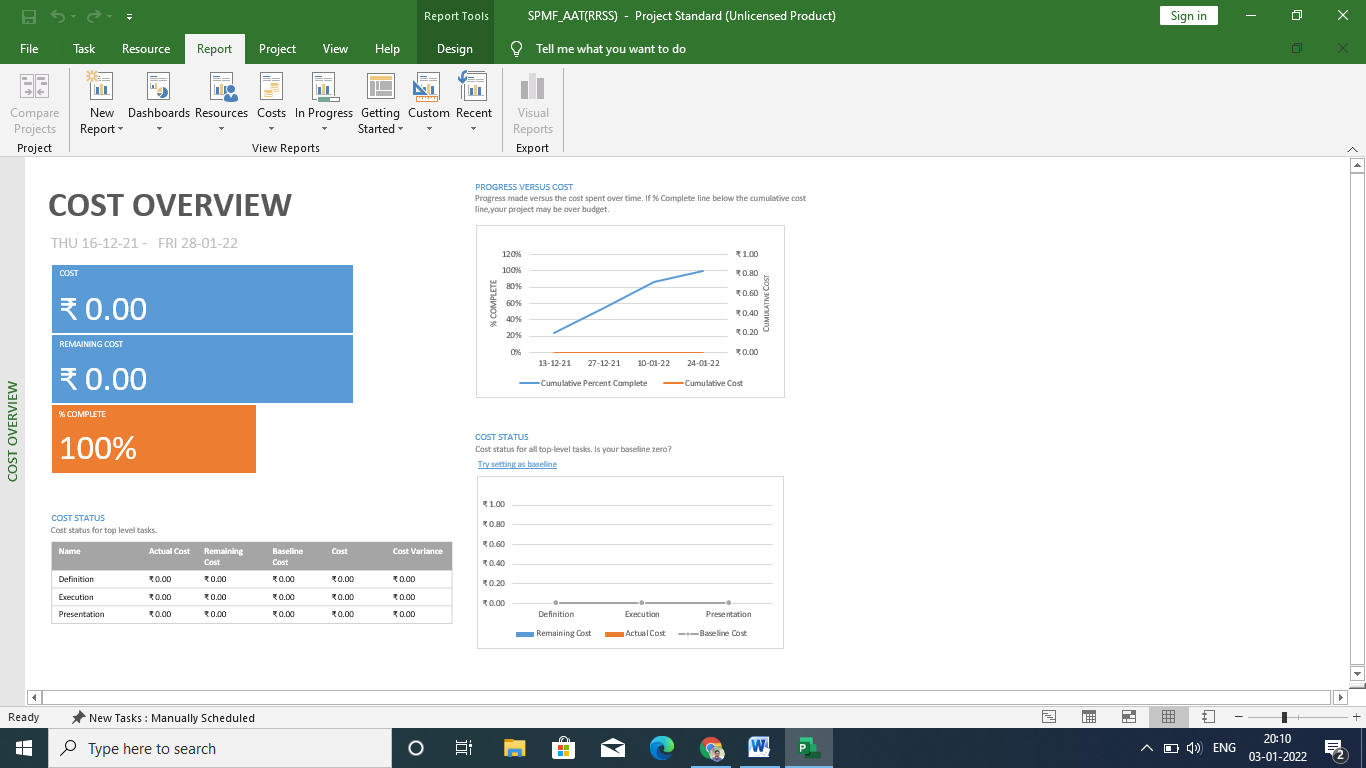 Report Tools
SPMF_AAT(RRSS) - Project Standard (Unlicensed Product)
Sign in
File Task Resource Report Project View Help Design Tell me what you want to do
Compare Projects
New Report
Dashboards
Resources
Costs
In Progress
Getting Started
Custom
Recent
Visual Reports
Project
View Reports
Export
COST OVERVIEW
COST OVERVIEW
THU 16-12-21 - FRI 28-01-22
COST
₹ 0.00
REMAINING COST
₹ 0.00
% COMPLETE
100%
COST STATUS
Cost status for top level tasks.
Name Actual Cost Remaining Cost Baseline Cost Cost Cost Variance
Definition ₹ 0.00 ₹ 0.00 ₹ 0.00 ₹ 0.00 ₹ 0.00
Execution ₹ 0.00 ₹ 0.00 ₹ 0.00 ₹ 0.00 ₹ 0.00
Presentation ₹ 0.00 ₹ 0.00 ₹ 0.00 ₹ 0.00 ₹ 0.00
PROGRESS VERSUS COST
Progress made versus the cost spent over time. If % Complete line below the cumulative cost
line,your project may be over budget.
% COMPLETE
120%
100%
80%
60%
40%
20%
0%
₹ 1.00
₹ 0.80
₹ 0.60
₹ 0.40
₹ 0.20
₹ 0.00
CUMULATIVE COST
13-12-21 27-12-21 10-01-22 24-01-22
Cumulative Percent Complete Cumulative Cost
COST STATUS
Cost status for all top-level tasks. Is your baseline zero?
Try setting as baseline
₹ 1.00
₹ 0.80
₹ 0.60
₹ 0.40
₹ 0.20
₹ 0.00
Definition Execution Presentation
Remaining Cost Actual Cost Baseline Cost
Ready New Tasks : Manually Scheduled
Type here to search
ENG
20:10
03-01-2022
2